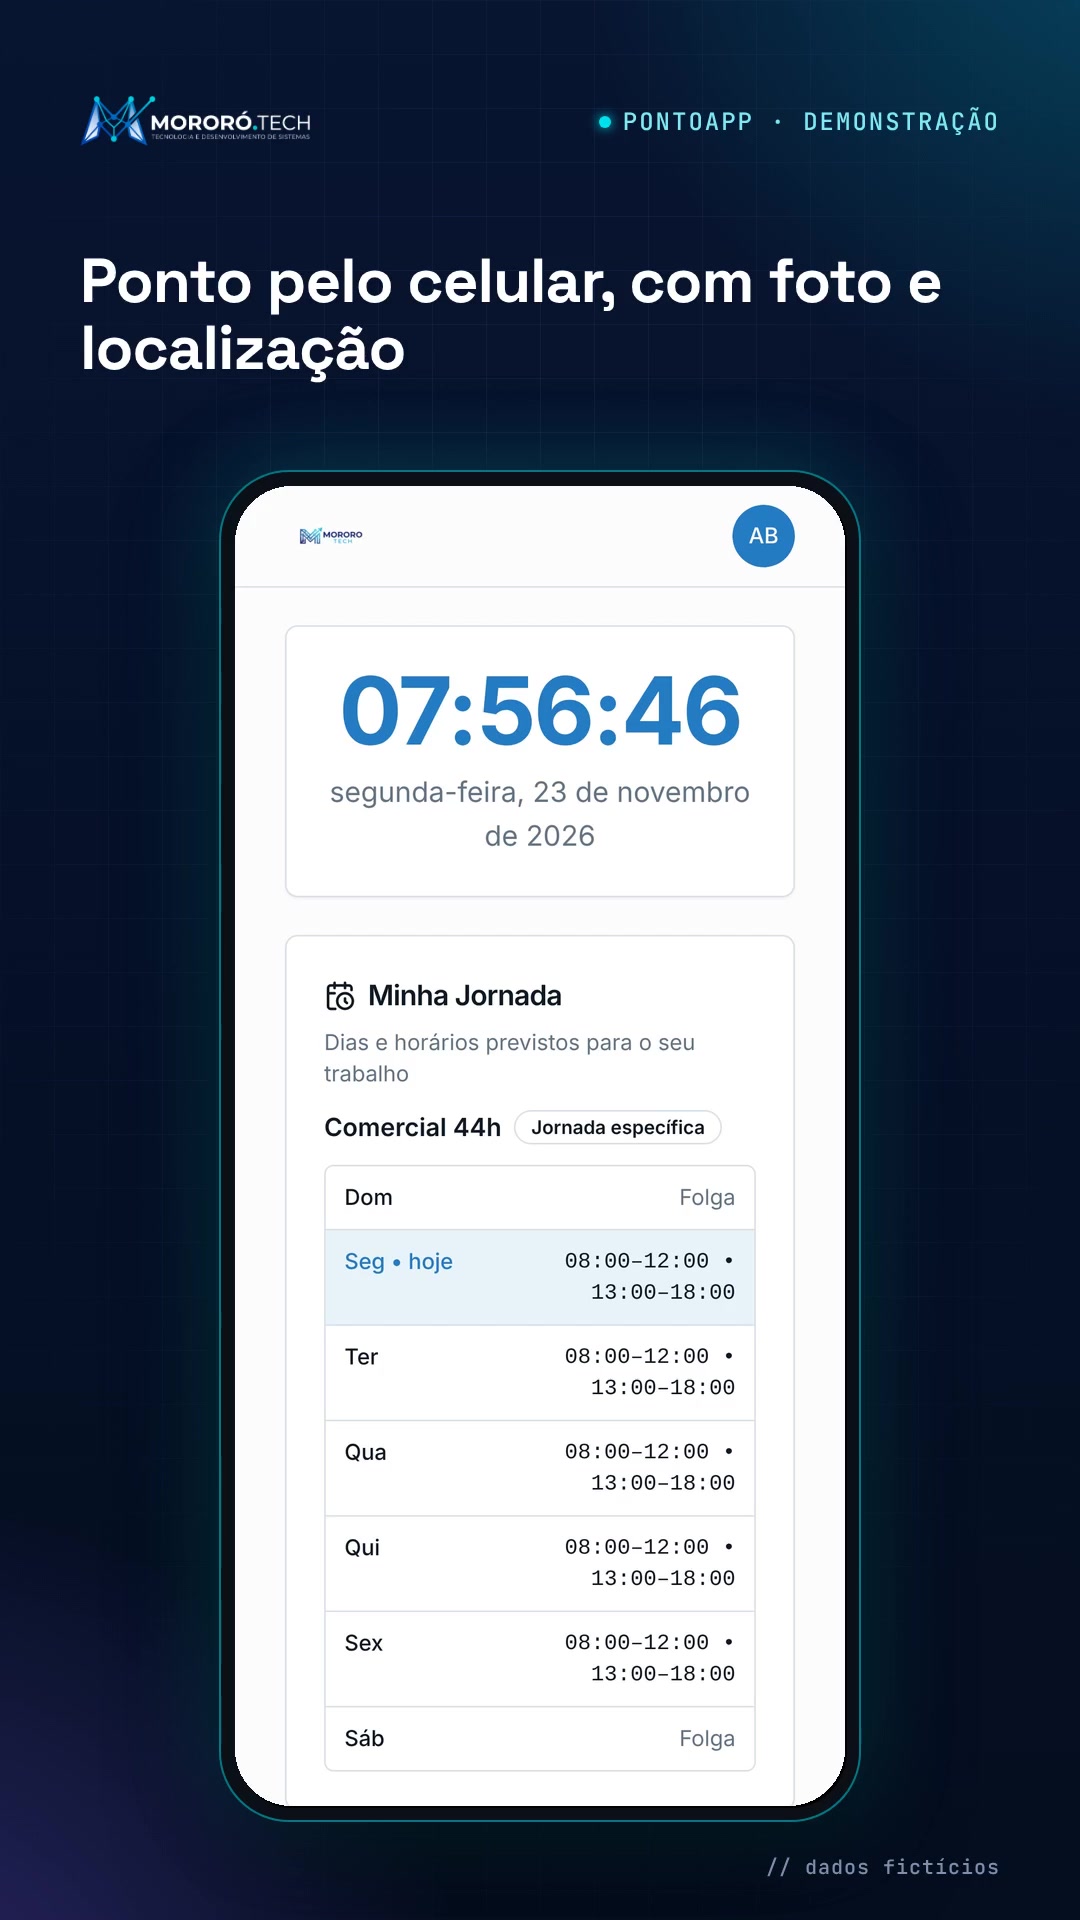 MORORÓ.TECH
TECNOLOGIA E DESENVOLVIMENTO DE SISTEMAS
PONTOAPP · DEMONSTRAÇÃO
Ponto pelo celular, com foto e
localização
MORORO
TECH
AB
07:56:46
segunda-feira, 23 de novembro
de 2026
Minha Jornada
Dias e horários previstos para o seu
trabalho
Comercial 44h Jornada específica
Dom Folga
Seg • hoje 08:00–12:00 •
13:00–18:00
Ter 08:00–12:00 •
13:00–18:00
Qua 08:00–12:00 •
13:00–18:00
Qui 08:00–12:00 •
13:00–18:00
Sex 08:00–12:00 •
13:00–18:00
Sáb Folga
// dados fictícios